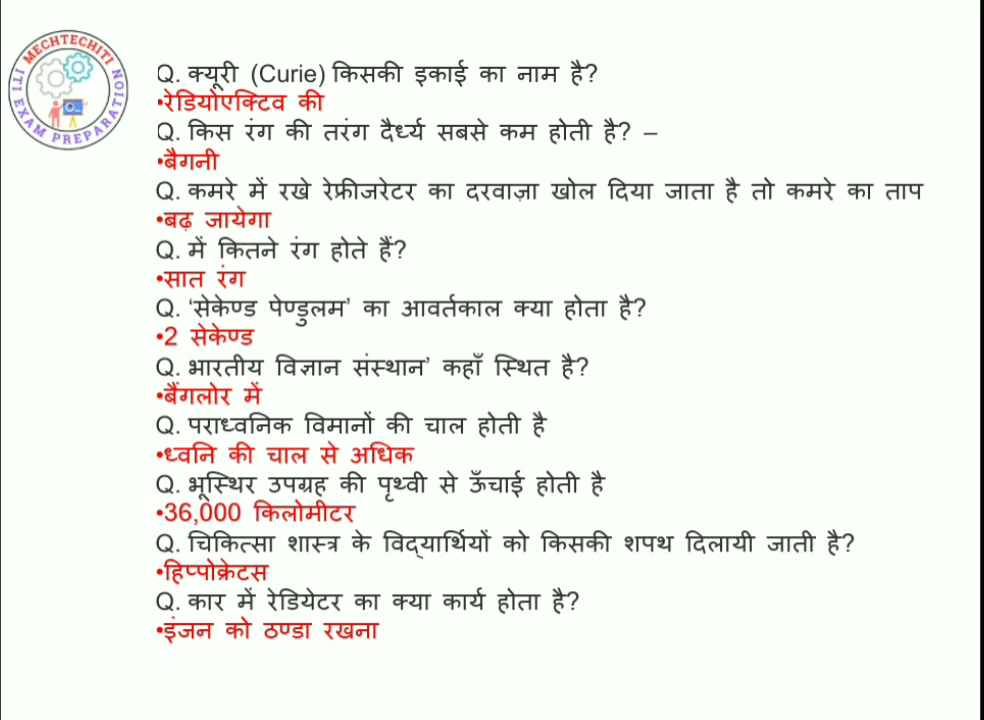 MECHTECHITI NON
ITI EXAM PREPARATION
Q. क्यूरी (Curie) किसकी इकाई का नाम है?
•रेडियोएक्टिव की
Q. किस रंग की तरंग दैर्ध्य सबसे कम होती है? –
•बैगनी
Q. कमरे में रखे रेफ्रीजरेटर का दरवाज़ा खोल दिया जाता है तो कमरे का ताप
•बढ़ जायेगा
Q. में कितने रंग होते हैं?
•सात रंग
Q. ‘सेकेण्ड पेण्डुलम’ का आवर्तकाल क्या होता है?
•2 सेकेण्ड
Q. भारतीय विज्ञान संस्थान’ कहाँ स्थित है?
•बैंगलोर में
Q. पराध्वनिक विमानों की चाल होती है
•ध्वनि की चाल से अधिक
Q. भूस्थिर उपग्रह की पृथ्वी से ऊँचाई होती है
•36,000 किलोमीटर
Q. चिकित्सा शास्त्र के विद्यार्थियों को किसकी शपथ दिलायी जाती है?
•हिप्पोक्रेटस
Q. कार में रेडियेटर का क्या कार्य होता है?
•इंजन को ठण्डा रखना